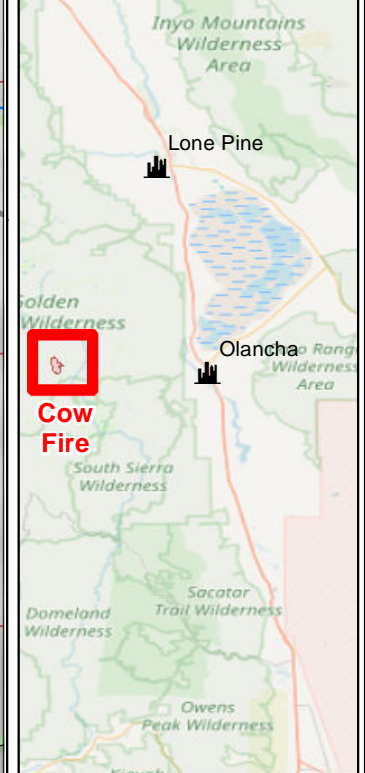 Inyo Mountains
Wilderness
Area
Lone Pine
Golden
Wilderness
Olancha
Range
Wilderness
Area
Cow
Fire
South Sierra
Wilderness
Sacatar
Trail Wilderness
Domeland
Wilderness
Owens
Peak Wilderness